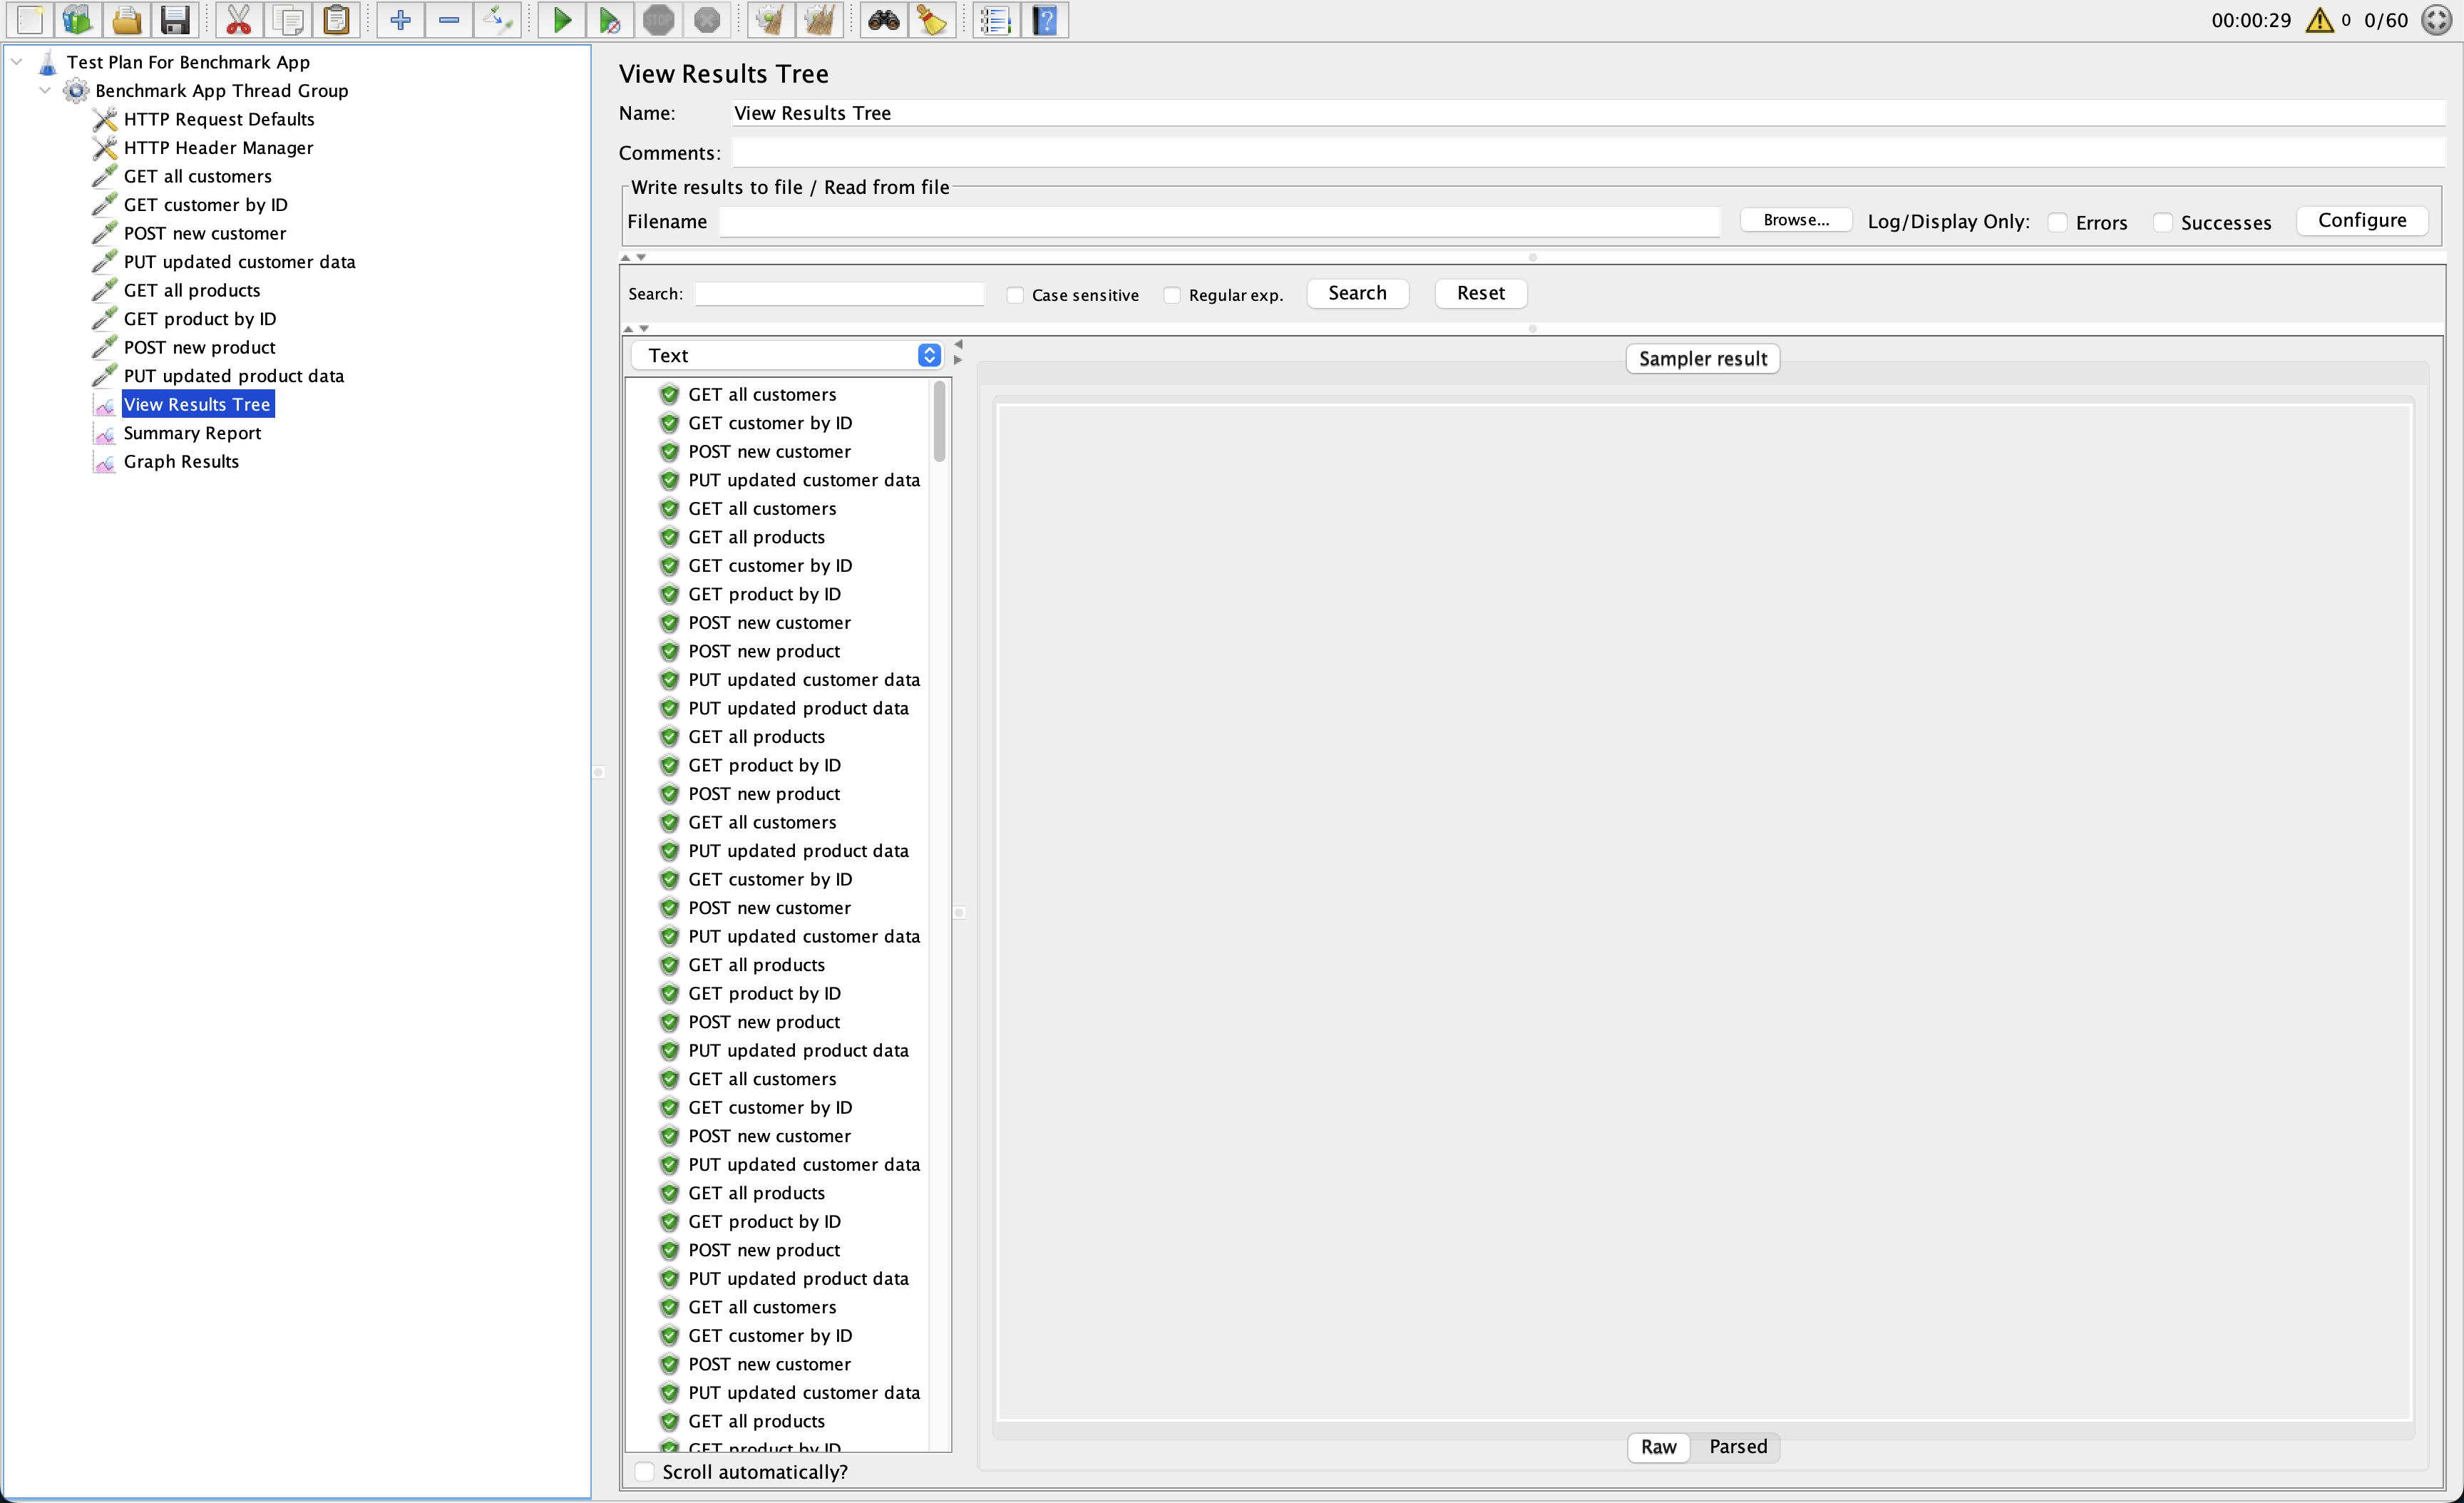 STOP
00:00:29 0 0/60
Test Plan For Benchmark App
Benchmark App Thread Group
HTTP Request Defaults
HTTP Header Manager
GET all customers
GET customer by ID
POST new customer
PUT updated customer data
GET all products
GET product by ID
POST new product
PUT updated product data
View Results Tree
Summary Report
Graph Results
View Results Tree
Name: View Results Tree
Comments:
Write results to file / Read from file
Filename Browse... Log/Display Only: Errors Successes Configure
Search: Case sensitive Regular exp. Search Reset
Text
GET all customers
GET customer by ID
POST new customer
PUT updated customer data
GET all customers
GET all products
GET customer by ID
GET product by ID
POST new customer
POST new product
PUT updated customer data
PUT updated product data
GET all products
GET product by ID
POST new product
GET all customers
PUT updated product data
GET customer by ID
POST new customer
PUT updated customer data
GET all products
GET product by ID
POST new product
PUT updated product data
GET all customers
GET customer by ID
POST new customer
PUT updated customer data
GET all products
GET product by ID
POST new product
PUT updated product data
GET all customers
GET customer by ID
POST new customer
PUT updated customer data
GET all products
GET product by ID
Scroll automatically?
Sampler result
Raw Parsed